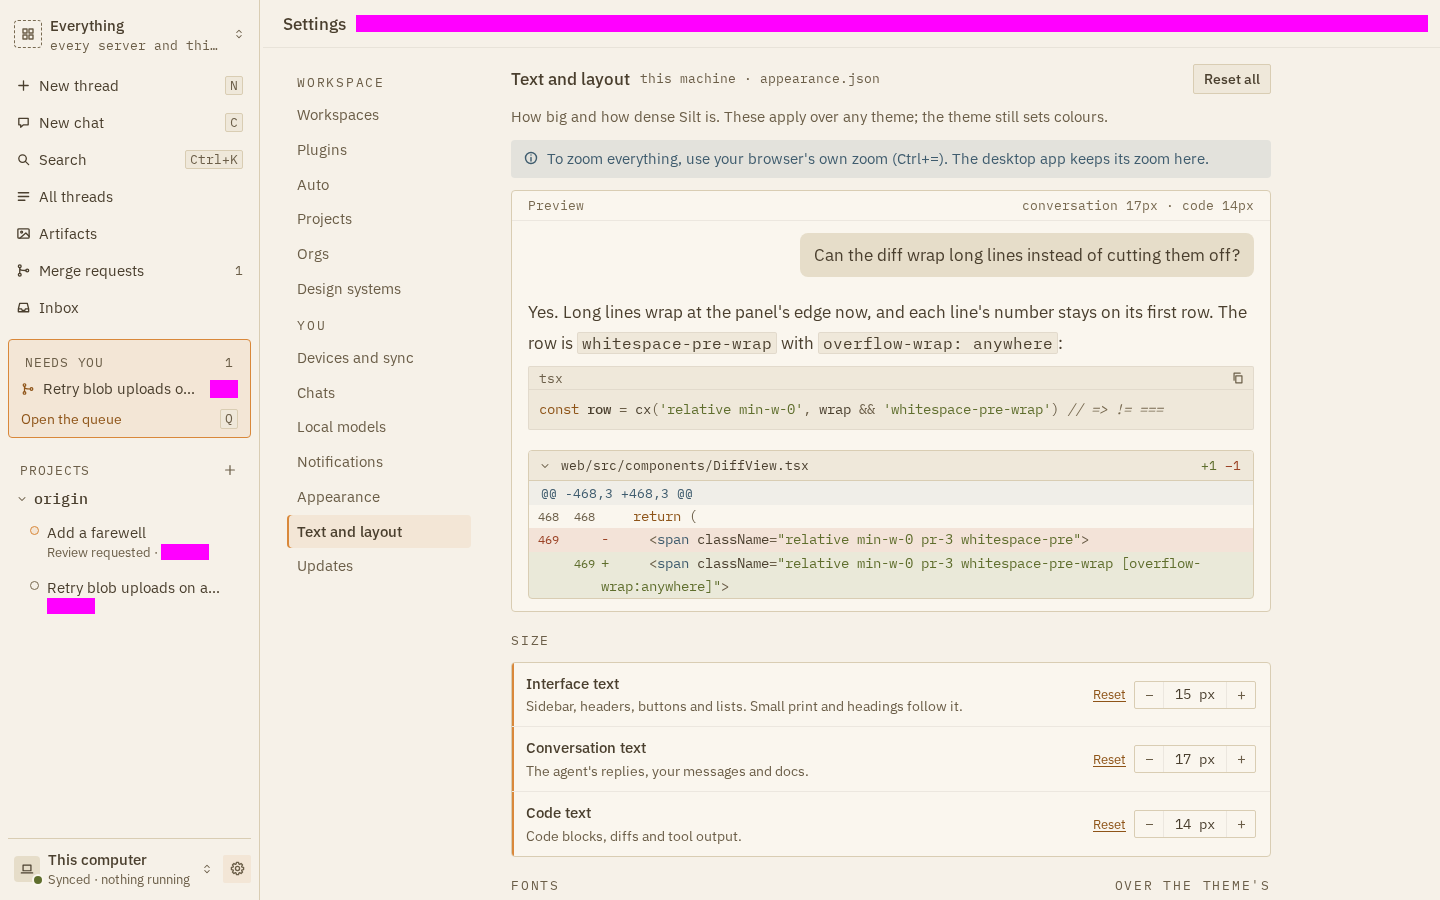 Everything
every server and thi…
New thread N
New chat C
Search Ctrl+K
All threads
Artifacts
Merge requests 1
Inbox
NEEDS YOU 1
Retry blob uploads o…
Open the queue Q
PROJECTS
origin
Add a farewell
Review requested ·
Retry blob uploads on a…
This computer
Synced · nothing running
Settings
WORKSPACE
Workspaces
Plugins
Auto
Projects
Orgs
Design systems
YOU
Devices and sync
Chats
Local models
Notifications
Appearance
Text and layout
Updates
Text and layout this machine · appearance.json Reset all
How big and how dense Silt is. These apply over any theme; the theme still sets colours.
To zoom everything, use your browser's own zoom (Ctrl+=). The desktop app keeps its zoom here.
Preview conversation 17px · code 14px
Can the diff wrap long lines instead of cutting them off?
Yes. Long lines wrap at the panel's edge now, and each line's number stays on its first row. The
row is whitespace-pre-wrap with overflow-wrap: anywhere:
tsx
const row = cx('relative min-w-0', wrap && 'whitespace-pre-wrap') // => != ===
web/src/components/DiffView.tsx +1 −1
@@ -468,3 +468,3 @@
468 468 return (
469 - <span className="relative min-w-0 pr-3 whitespace-pre">
469 + <span className="relative min-w-0 pr-3 whitespace-pre-wrap [overflow-
wrap:anywhere]">
SIZE
Interface text
Sidebar, headers, buttons and lists. Small print and headings follow it.
Reset − 15 px +
Conversation text
The agent's replies, your messages and docs.
Reset − 17 px +
Code text
Code blocks, diffs and tool output.
Reset − 14 px +
FONTS OVER THE THEME'S